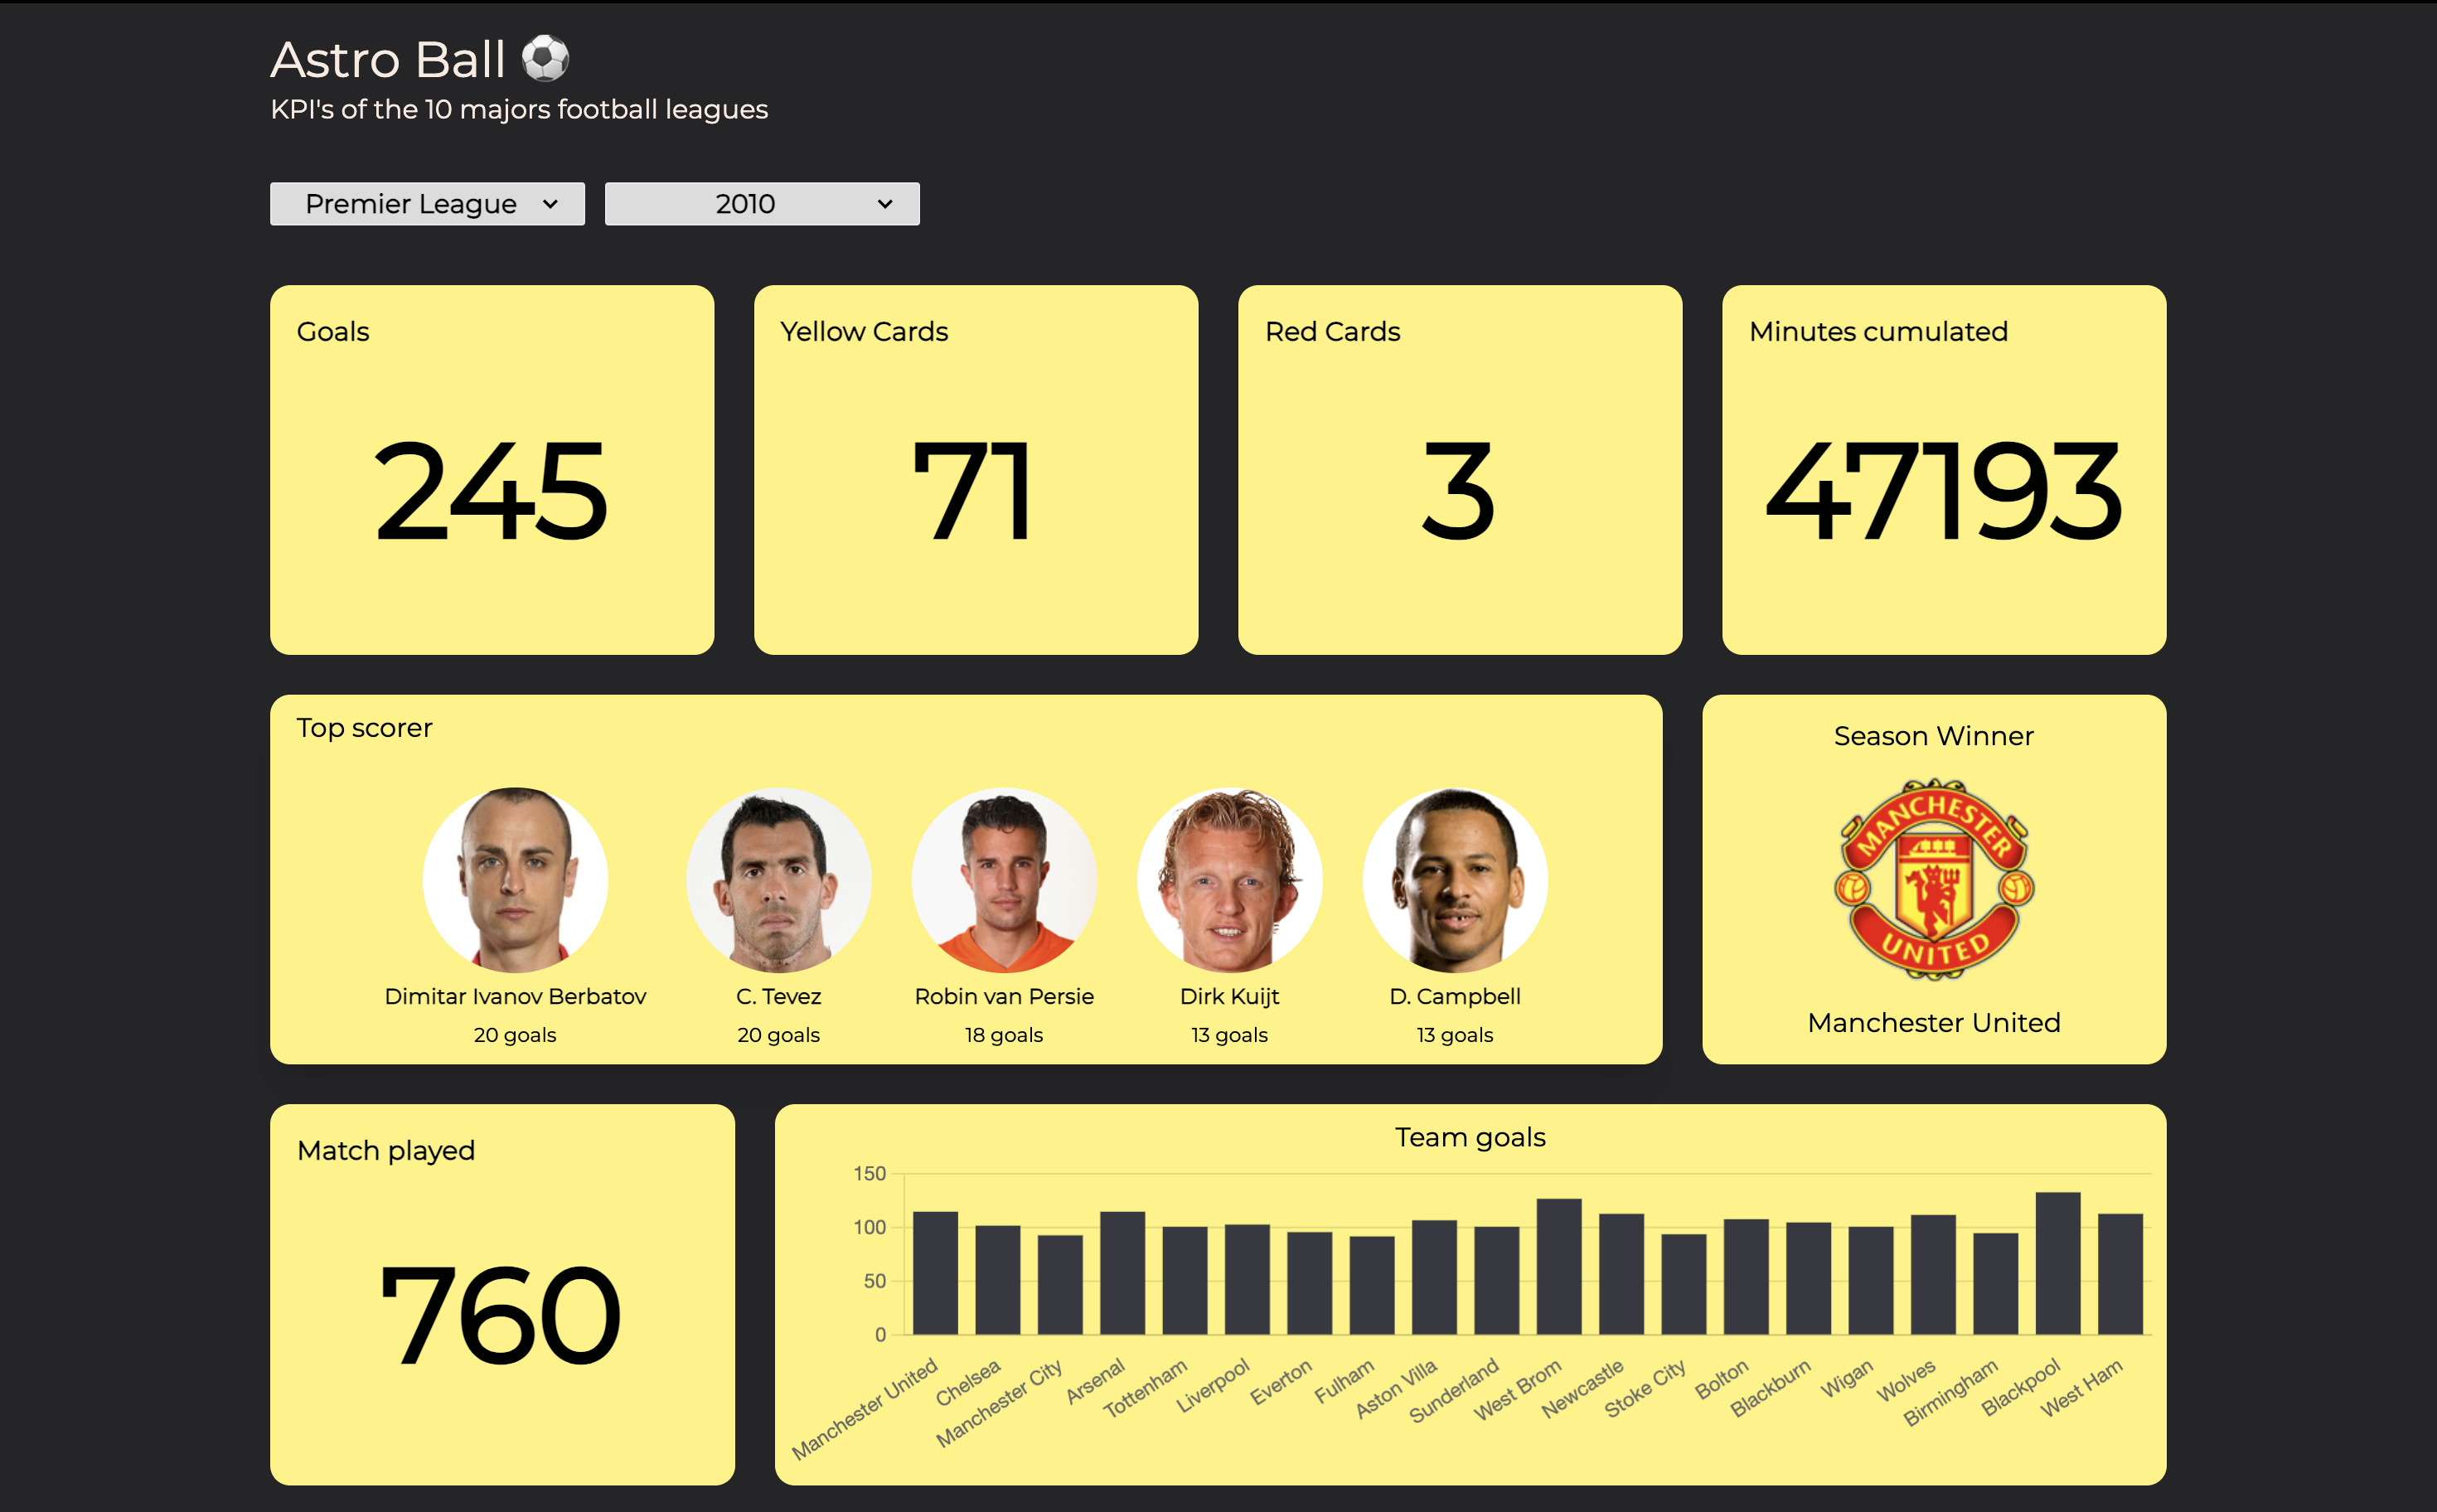 Astro Ball
KPI's of the 10 majors football leagues
Premier League
2010
Goals
245
Yellow Cards
71
Red Cards
3
Minutes cumulated
47193
Top scorer
Dimitar Ivanov Berbatov
20 goals
C. Tevez
20 goals
Robin van Persie
18 goals
Dirk Kuijt
13 goals
D. Campbell
13 goals
Season Winner
MANCHESTER
UNITED
Manchester United
Match played
760
Team goals
150
100
50
0
Manchester United
Chelsea
Manchester City
Arsenal
Tottenham
Liverpool
Everton
Fulham
Aston Villa
Sunderland
West Brom
Newcastle
Stoke City
Bolton
Blackburn
Wigan
Wolves
Birmingham
Blackpool
West Ham